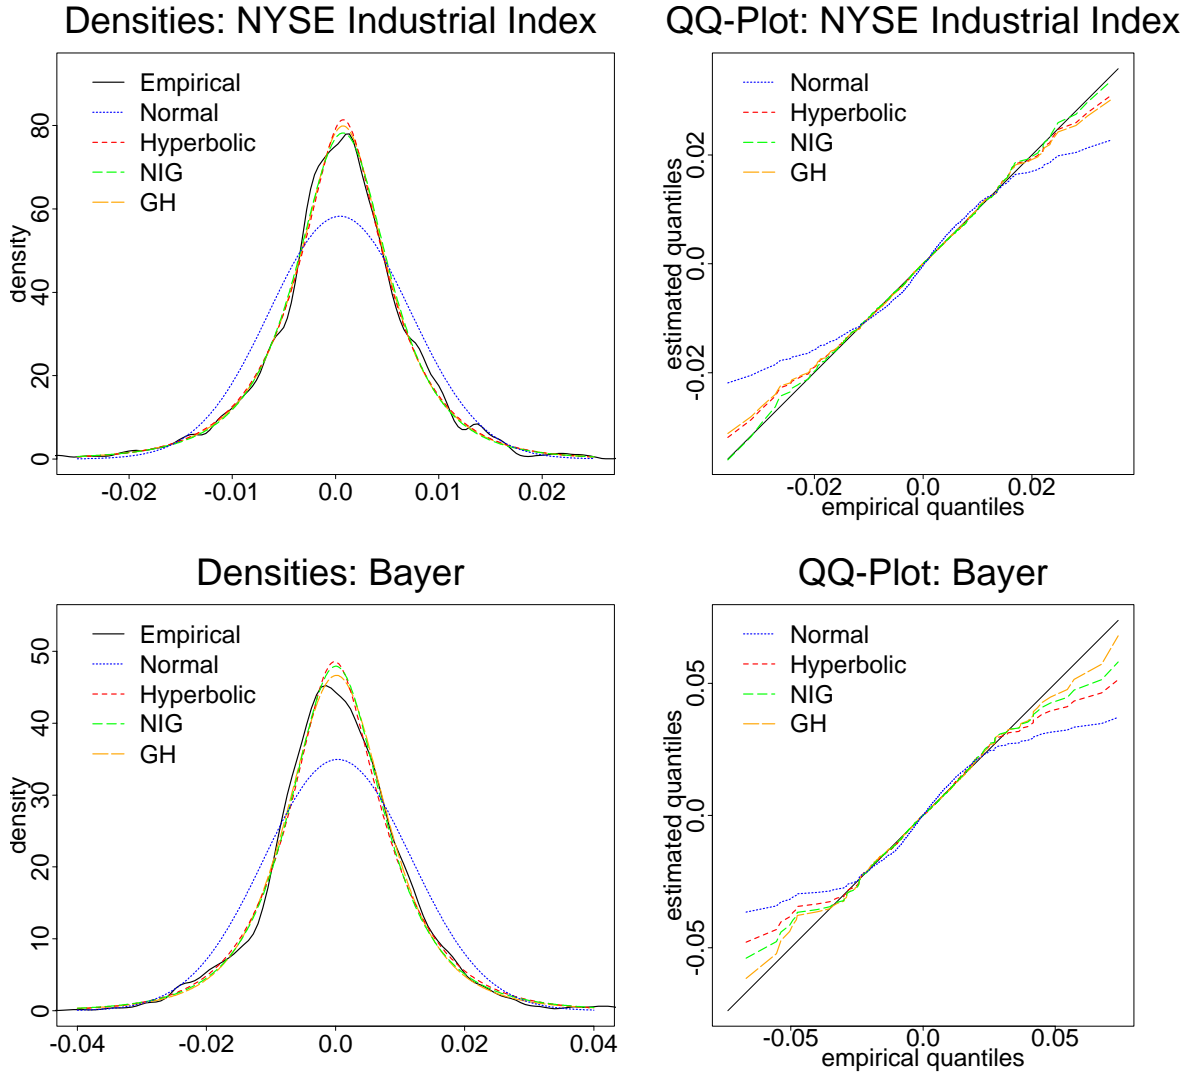 Densities: NYSE Industrial Index
Empirical
Normal
Hyperbolic
NIG
GH
density
0
20
40
60
80
-0.02
-0.01
0.0
0.01
0.02
QQ-Plot: NYSE Industrial Index
Normal
Hyperbolic
NIG
GH
estimated quantiles
-0.02
0.0
0.02
-0.02
0.0
0.02
empirical quantiles
Densities: Bayer
Empirical
Normal
Hyperbolic
NIG
GH
density
0
10
20
30
40
50
-0.04
-0.02
0.0
0.02
0.04
QQ-Plot: Bayer
Normal
Hyperbolic
NIG
GH
estimated quantiles
-0.05
0.0
0.05
-0.05
0.0
0.05
empirical quantiles